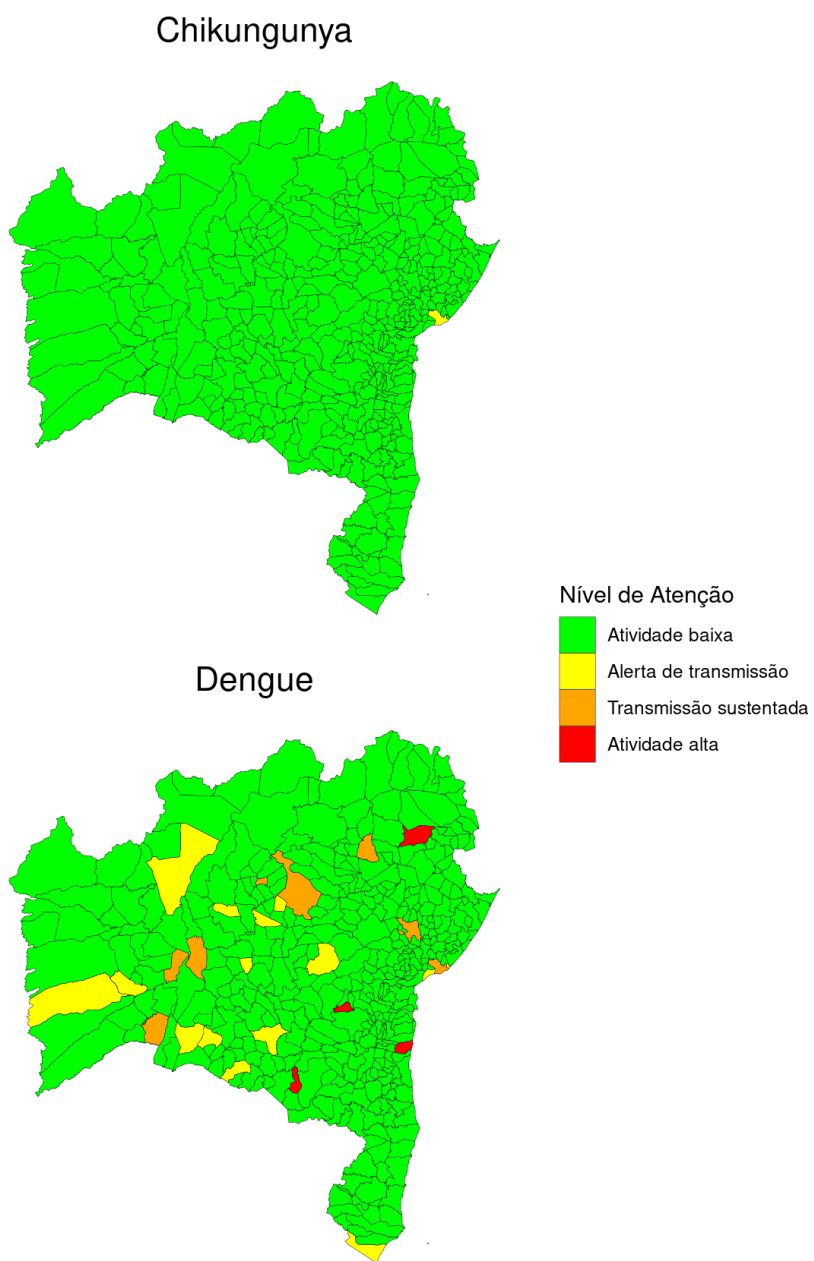 Chikungunya
Nível de Atenção
Atividade baixa
Alerta de transmissão
Transmissão sustentada
Atividade alta
Dengue